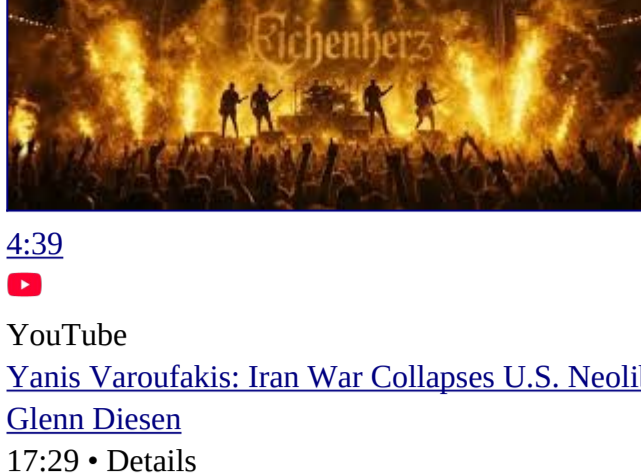 Eichenherz
4:39
YouTube
Yanis Varoufakis: Iran War Collapses U.S. Neoli
Glenn Diesen
17:29 • Details